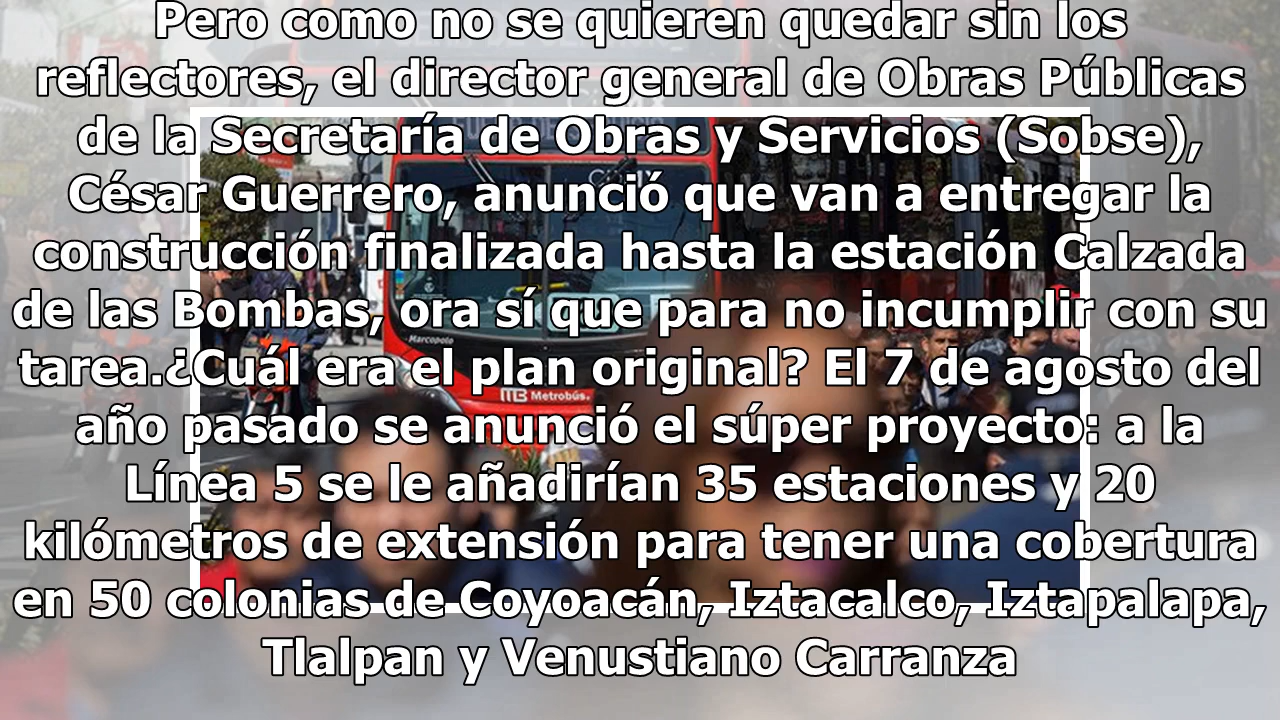 Pero como no se quieren quedar sin los
reflectores, el director general de Obras Públicas
de la Secretaría de Obras y Servicios (Sobse),
César Guerrero, anunció que van a entregar la
construcción finalizada hasta la estación Calzada
de las Bombas, ora sí que para no incumplir con su
tarea.¿Cuál era el plan original? El 7 de agosto del
año pasado se anunció el súper proyecto: a la
Línea 5 se le añadirían 35 estaciones y 20
kilómetros de extensión para tener una cobertura
en 50 colonias de Coyoacán, Iztacalco, Iztapalapa,
Tlalpan y Venustiano Carranza
Marcopolo
MB Metrobús.